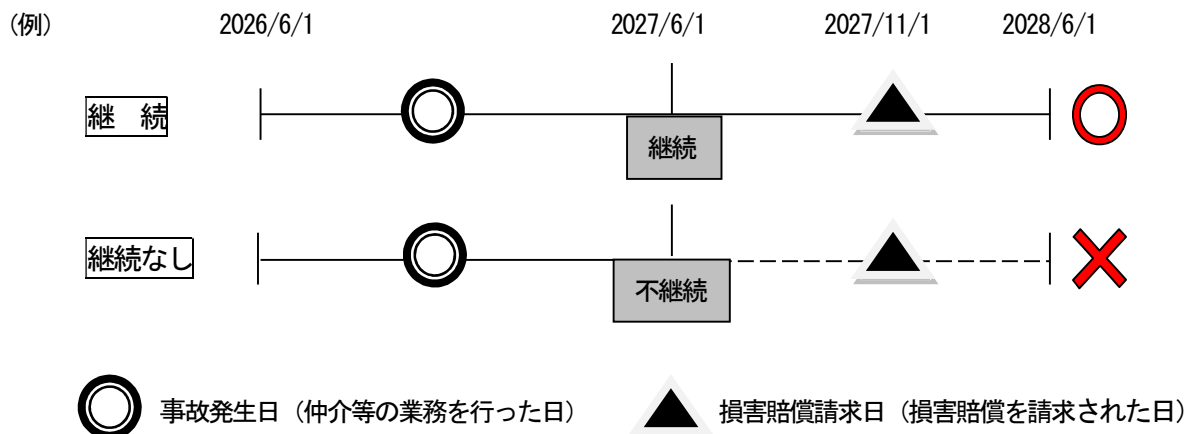 (例) 2026/6/1 2027/6/1 2027/11/1 2028/6/1
継 続
継続
継続なし
不継続
事故発生日（仲介等の業務を行った日） 損害賠償請求日（損害賠償を請求された日）